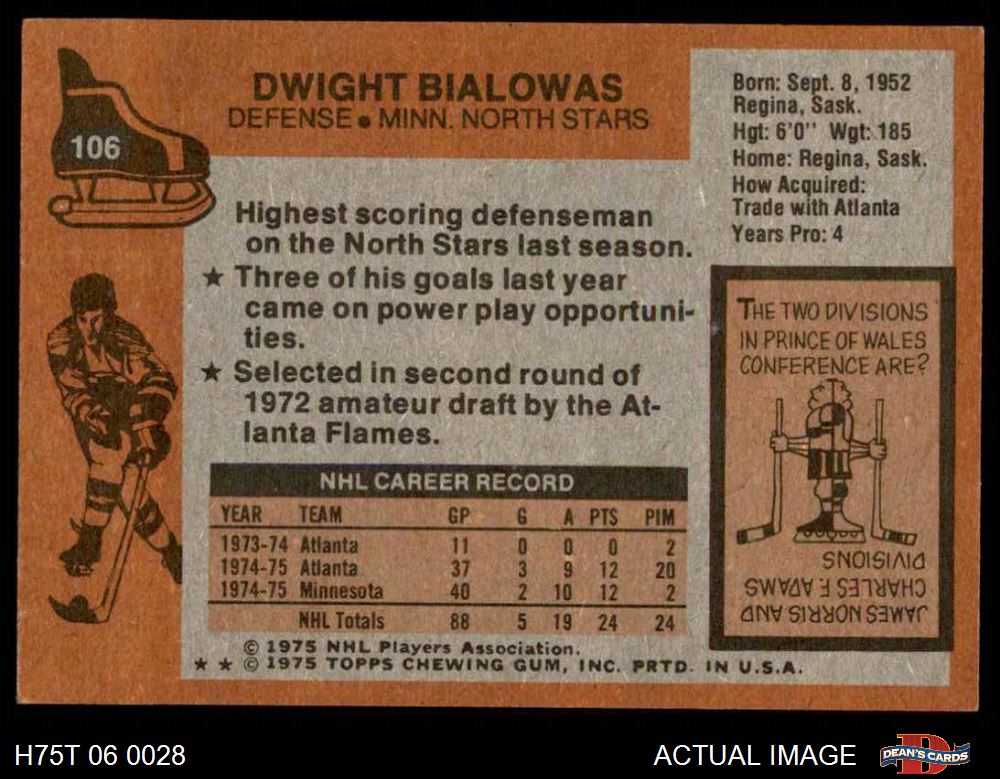 106
DWIGHT BIALOWAS
DEFENSE • MINN. NORTH STARS
Born: Sept. 8, 1952
Regina, Sask.
Hgt: 6'0" Wgt: 185
Home: Regina, Sask.
How Acquired:
Trade with Atlanta
Years Pro: 4
Highest scoring defenseman
on the North Stars last season.
★ Three of his goals last year
came on power play opportuni-
ties.
★ Selected in second round of
1972 amateur draft by the At-
lanta Flames.
NHL CAREER RECORD
YEAR TEAM GP G A PTS PIM
1973-74 Atlanta 11 0 0 0 2
1974-75 Atlanta 37 3 9 12 20
1974-75 Minnesota 40 2 10 12 2
NHL Totals 88 5 19 24 24
THE TWO DIVISIONS
IN PRINCE OF WALES
CONFERENCE ARE?
JAMES NORRIS AND
CHARLES F. ADAMS
DIVISIONS
© 1975 NHL Players Association.
★ ★ © 1975 TOPPS CHEWING GUM, INC. PRTD. IN U.S.A.
H75T 06 0028
ACTUAL IMAGE
D
DEAN'S CARDS